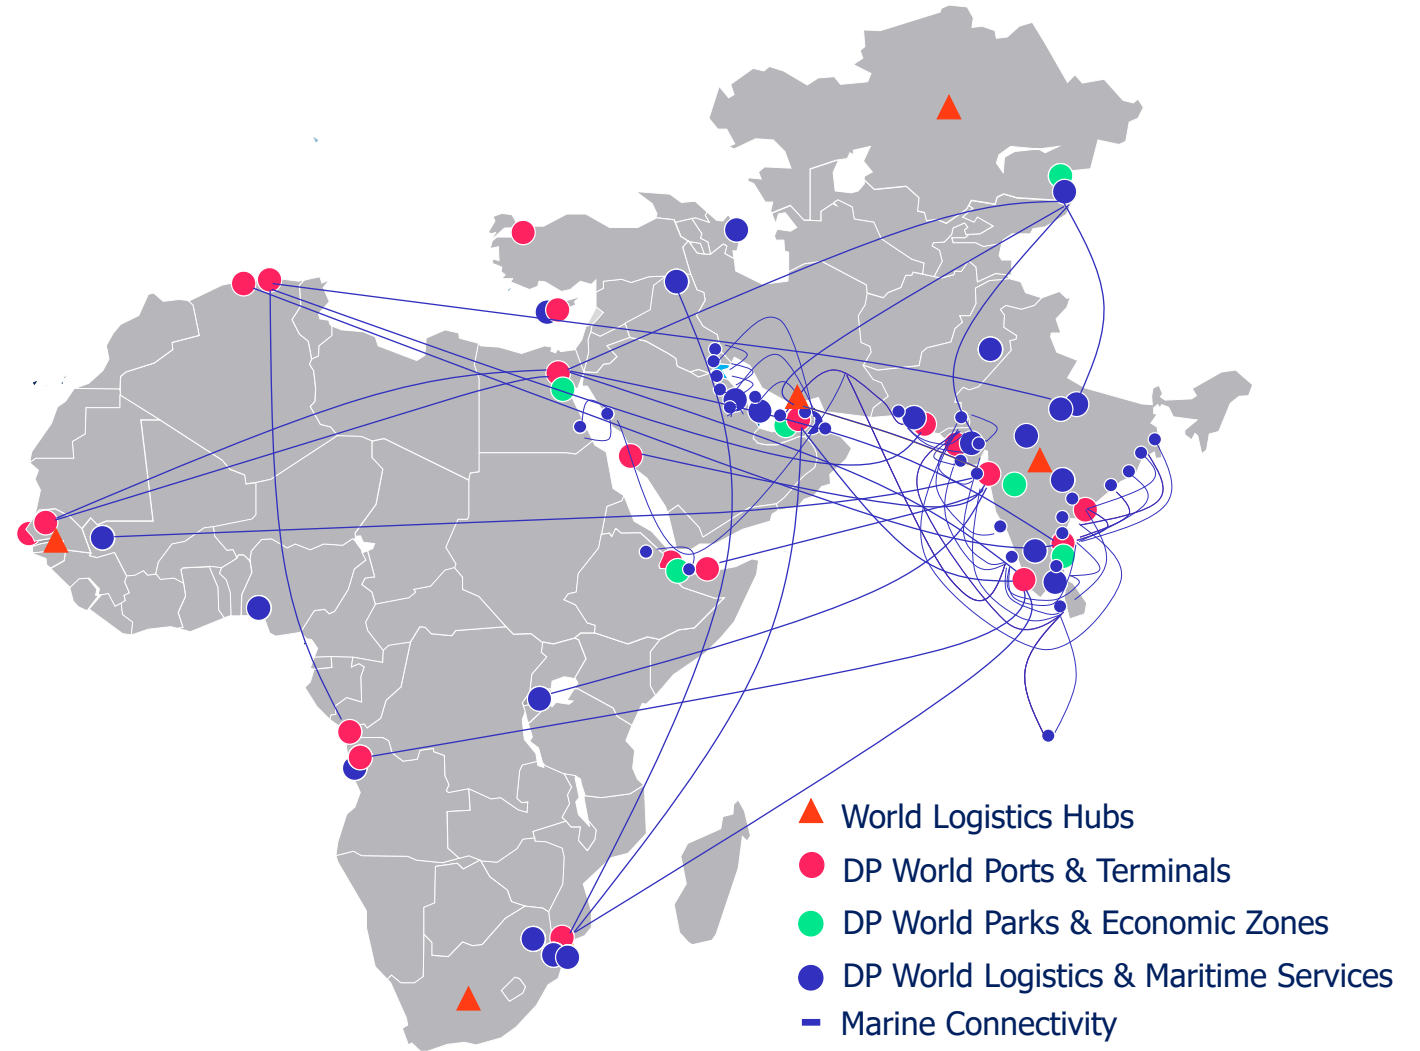 World Logistics Hubs
DP World Ports & Terminals
DP World Parks & Economic Zones
DP World Logistics & Maritime Services
Marine Connectivity